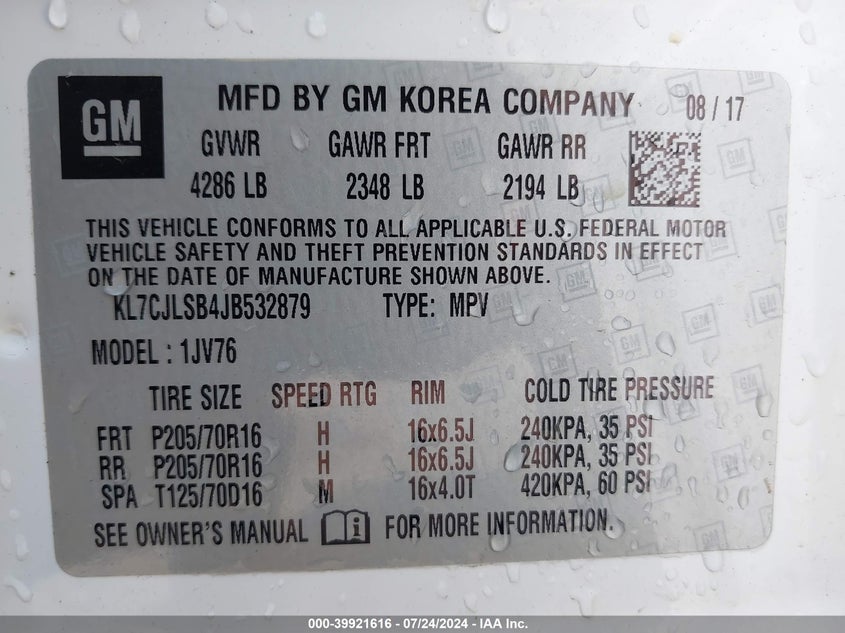 GM
MFD BY GM KOREA COMPANY 08 / 17
GVWR GAWR FRT GAWR RR
4286 LB 2348 LB 2194 LB
THIS VEHICLE CONFORMS TO ALL APPLICABLE U.S. FEDERAL MOTOR
VEHICLE SAFETY AND THEFT PREVENTION STANDARDS IN EFFECT
ON THE DATE OF MANUFACTURE SHOWN ABOVE.
KL7CJLSB4JB532879 TYPE: MPV
MODEL : 1JV76
TIRE SIZE SPEED RTG RIM COLD TIRE PRESSURE
FRT P205/70R16 H 16x6.5J 240KPA, 35 PSI
RR P205/70R16 H 16x6.5J 240KPA, 35 PSI
SPA T125/70D16 M 16x4.0T 420KPA, 60 PSI
SEE OWNER'S MANUAL i FOR MORE INFORMATION.
000-39921616 - 07/24/2024 - IAA Inc.